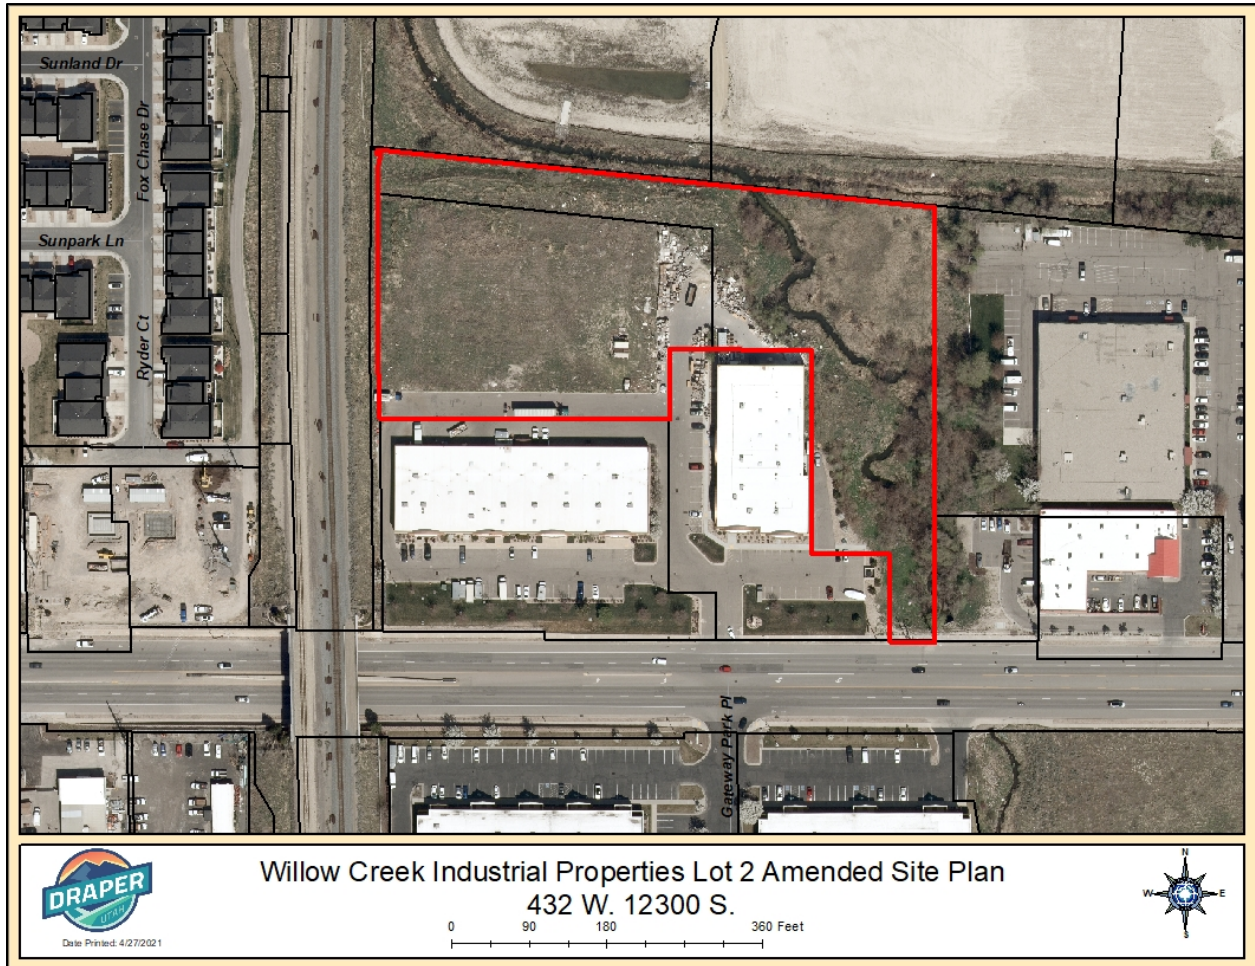 Sunland Dr
Fox Chase Dr
Sunpark Ln
Ryder Ct
Gateway Park Pl
DRAPER
UTAH
Date Printed: 4/27/2021
Willow Creek Industrial Properties Lot 2 Amended Site Plan
432 W. 12300 S.
0 90 180 360 Feet
N
W E
S